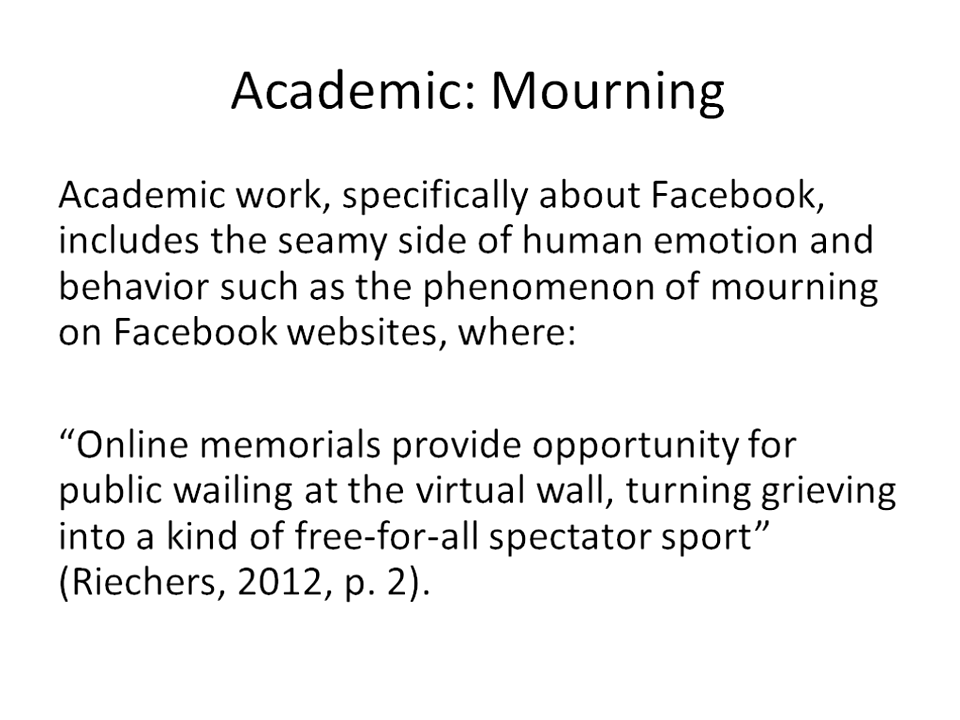 Academic: Mourning
Academic work, specifically about Facebook,
includes the seamy side of human emotion and
behavior such as the phenomenon of mourning
on Facebook websites, where:
“Online memorials provide opportunity for
public wailing at the virtual wall, turning grieving
into a kind of free-for-all spectator sport”
(Riechers, 2012, p. 2).